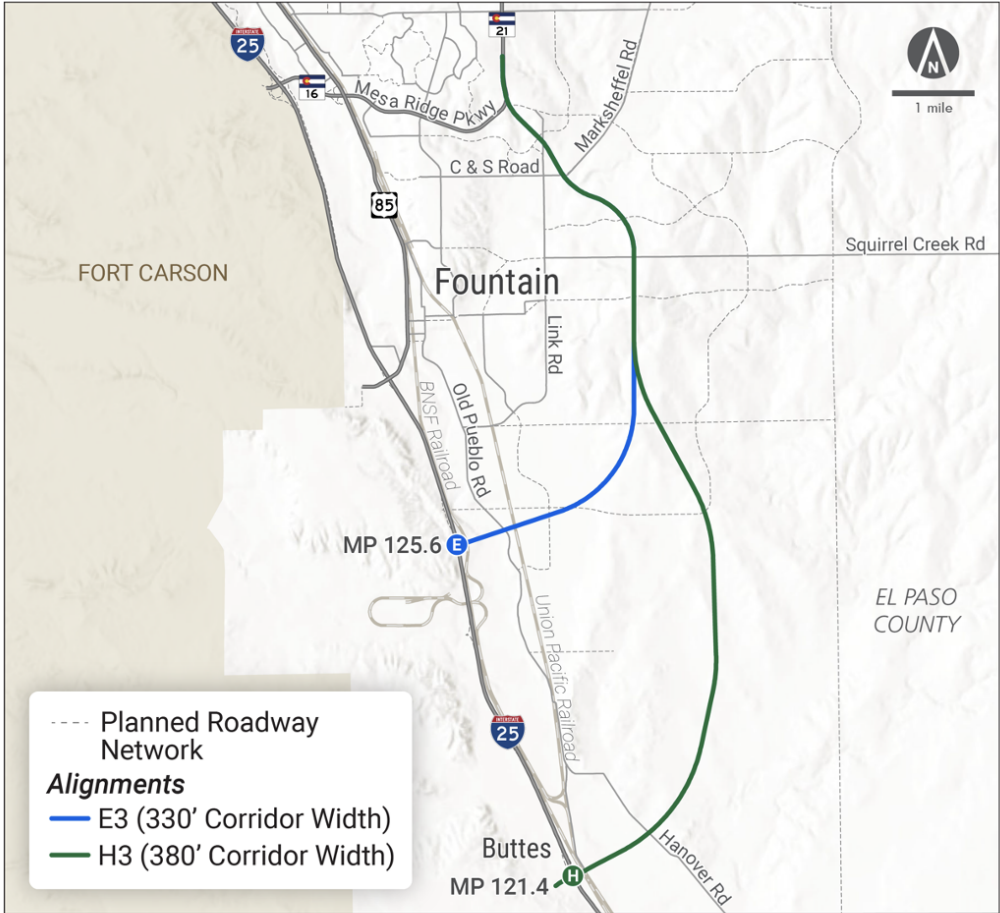 INTERSTATE
25
21
16
Mesa Ridge Pkwy
Marksheffel Rd
N
1 mile
C & S Road
85
Squirrel Creek Rd
FORT CARSON
Fountain
Link Rd
BNSF Railroad
Old Pueblo Rd
MP 125.6
E
EL PASO
COUNTY
Union Pacific Railroad
INTERSTATE
25
Planned Roadway
Network
Alignments
E3 (330’ Corridor Width)
H3 (380’ Corridor Width)
Buttes
MP 121.4
H
Hanover Rd